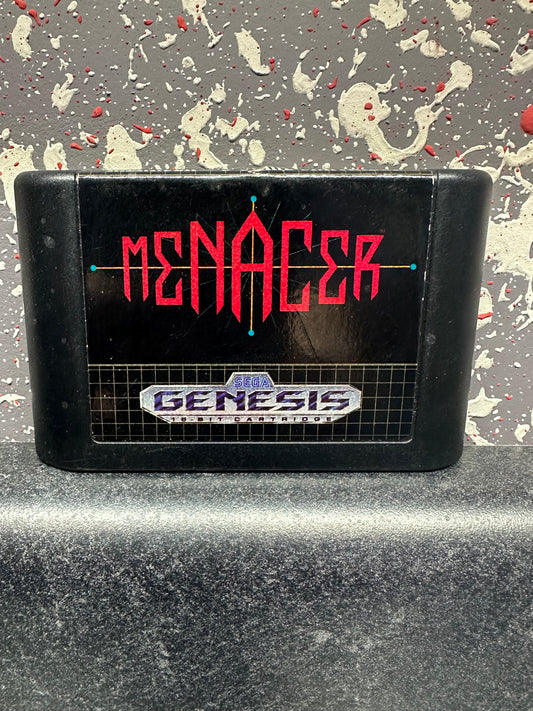 MENACER
SEGA
GENESIS
16-BIT CARTRIDGE